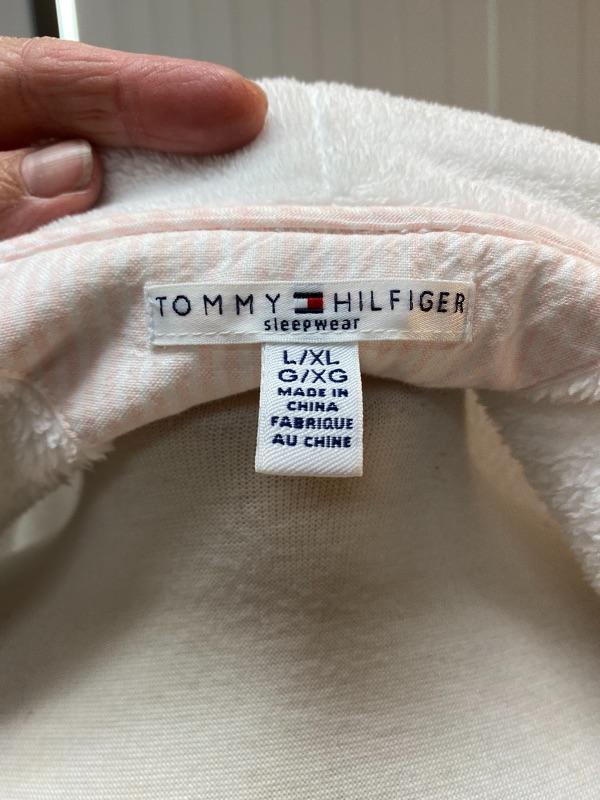 TOMMY HILFIGER
sleepwear
L/XL
G/XG
MADE IN
CHINA
FABRIQUE
AU CHINE